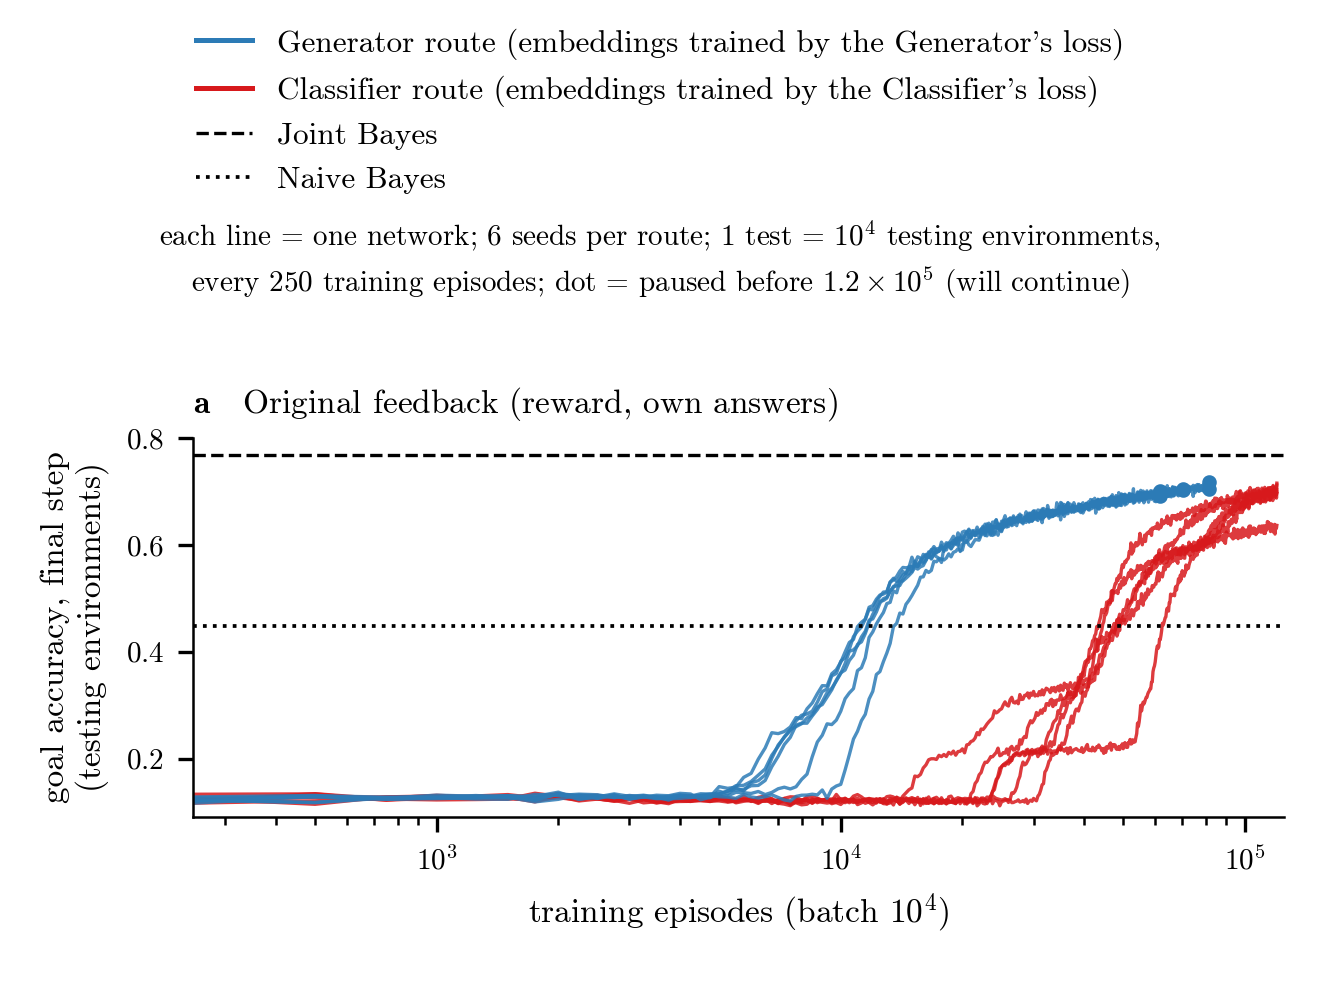 Generator route (embeddings trained by the Generator's loss)
Classifier route (embeddings trained by the Classifier's loss)
Joint Bayes
Naive Bayes
each line = one network; 6 seeds per route; 1 test = 10⁴ testing environments,
every 250 training episodes; dot = paused before 1.2 × 10⁵ (will continue)
a Original feedback (reward, own answers)
goal accuracy, final step
(testing environments)
0.8
0.6
0.4
0.2
10³ 10⁴ 10⁵
training episodes (batch 10⁴)